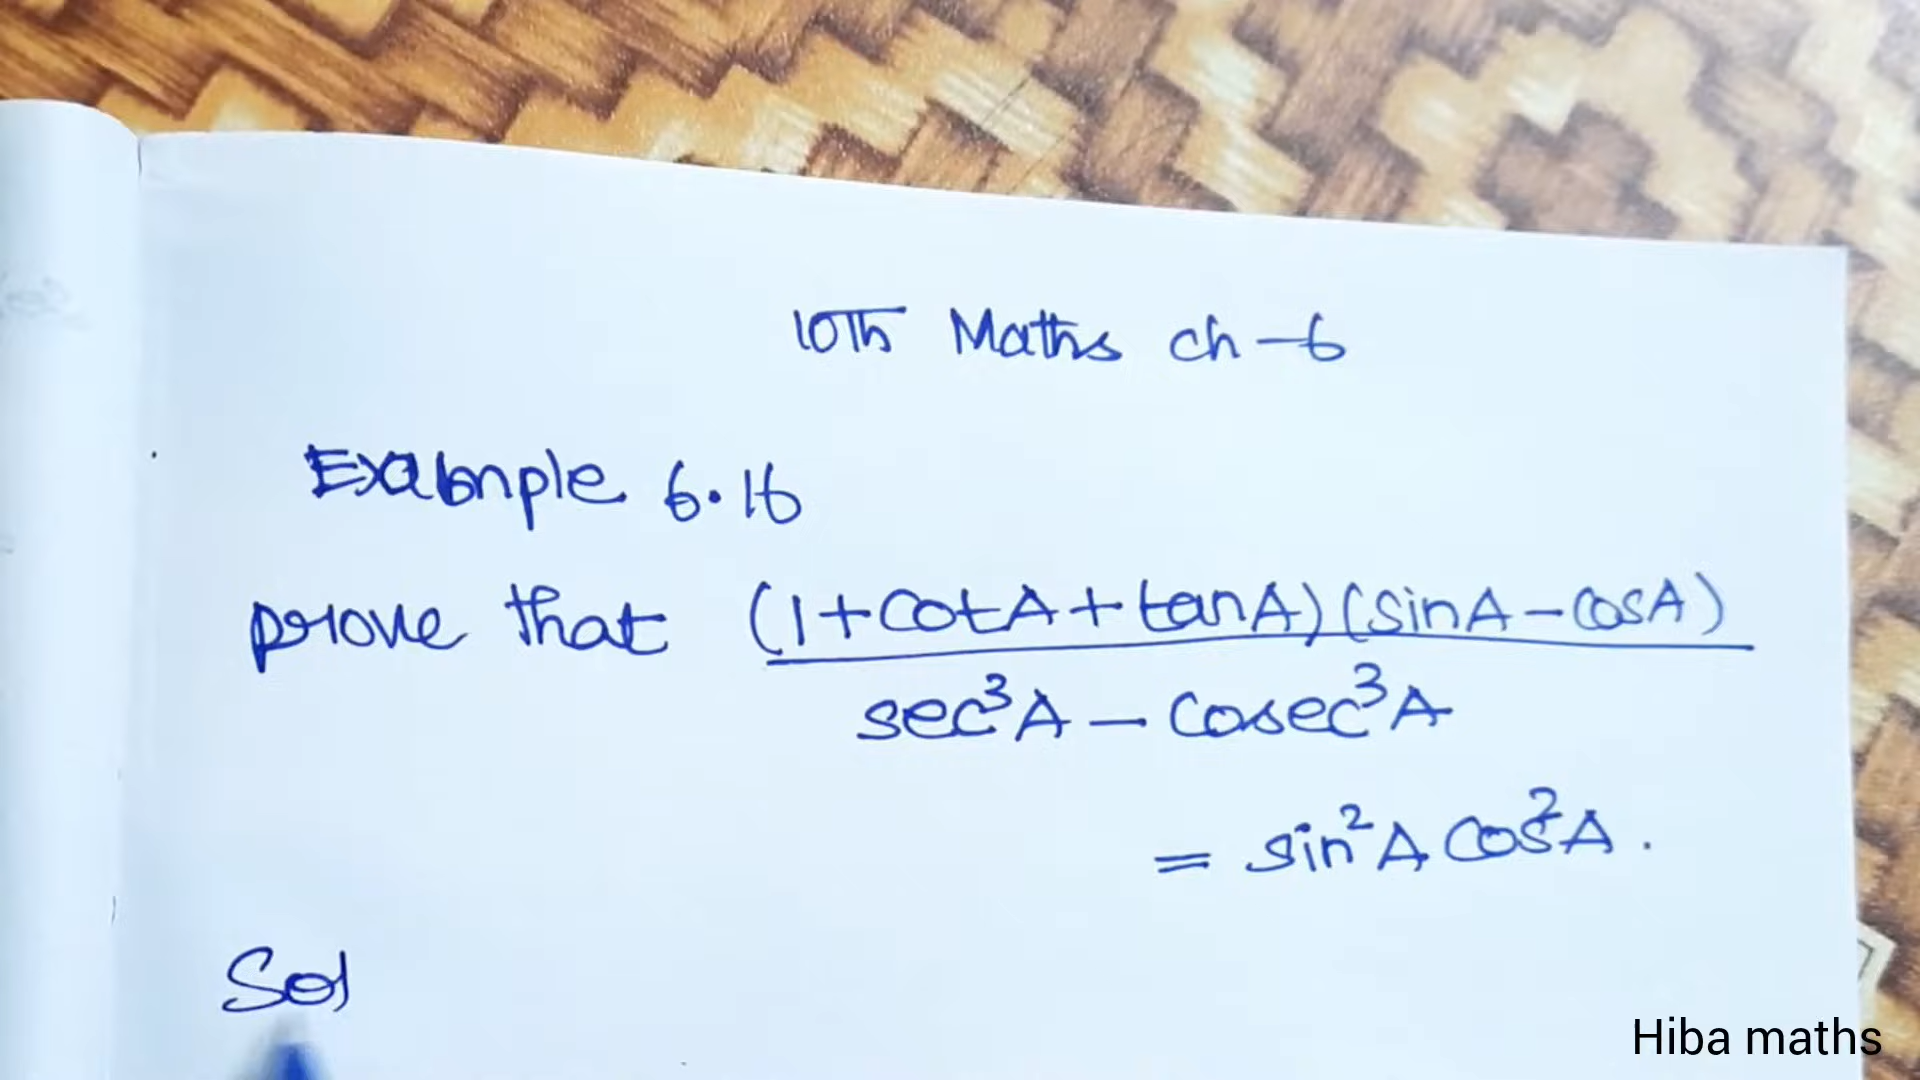 10Th Maths ch-6
Example 6.16
prove that (1+cotA+tanA)(sinA-cosA)
sec³A - cosec³A
= sin²A cos²A.
Sol
Hiba maths